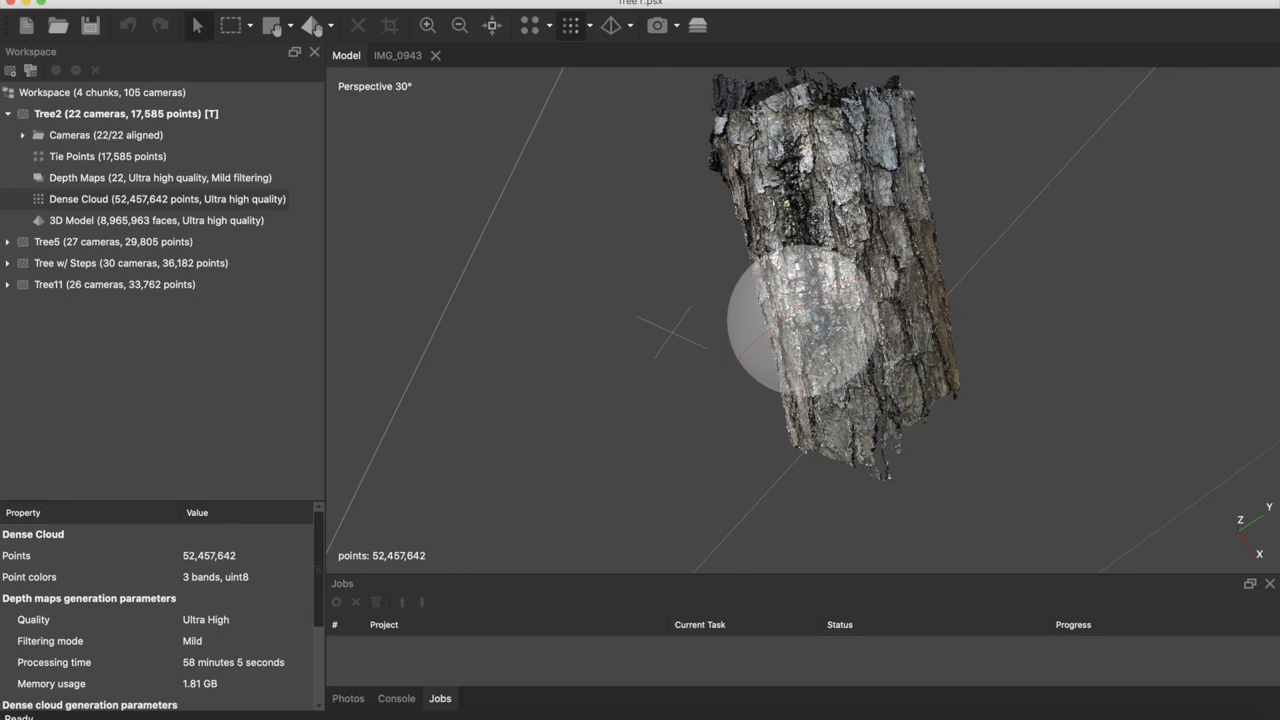 Tree1.psx
Workspace
Model IMG_0943
Workspace (4 chunks, 105 cameras)
Tree2 (22 cameras, 17,585 points) [T]
Cameras (22/22 aligned)
Tie Points (17,585 points)
Depth Maps (22, Ultra high quality, Mild filtering)
Dense Cloud (52,457,642 points, Ultra high quality)
3D Model (8,965,963 faces, Ultra high quality)
Tree5 (27 cameras, 29,805 points)
Tree w/ Steps (30 cameras, 36,182 points)
Tree11 (26 cameras, 33,762 points)
Perspective 30°
points: 52,457,642
Z
Y
X
Property Value
Dense Cloud
Points 52,457,642
Point colors 3 bands, uint8
Depth maps generation parameters
Quality Ultra High
Filtering mode Mild
Processing time 58 minutes 5 seconds
Memory usage 1.81 GB
Dense cloud generation parameters
Ready
Jobs
# Project Current Task Status Progress
Photos Console Jobs